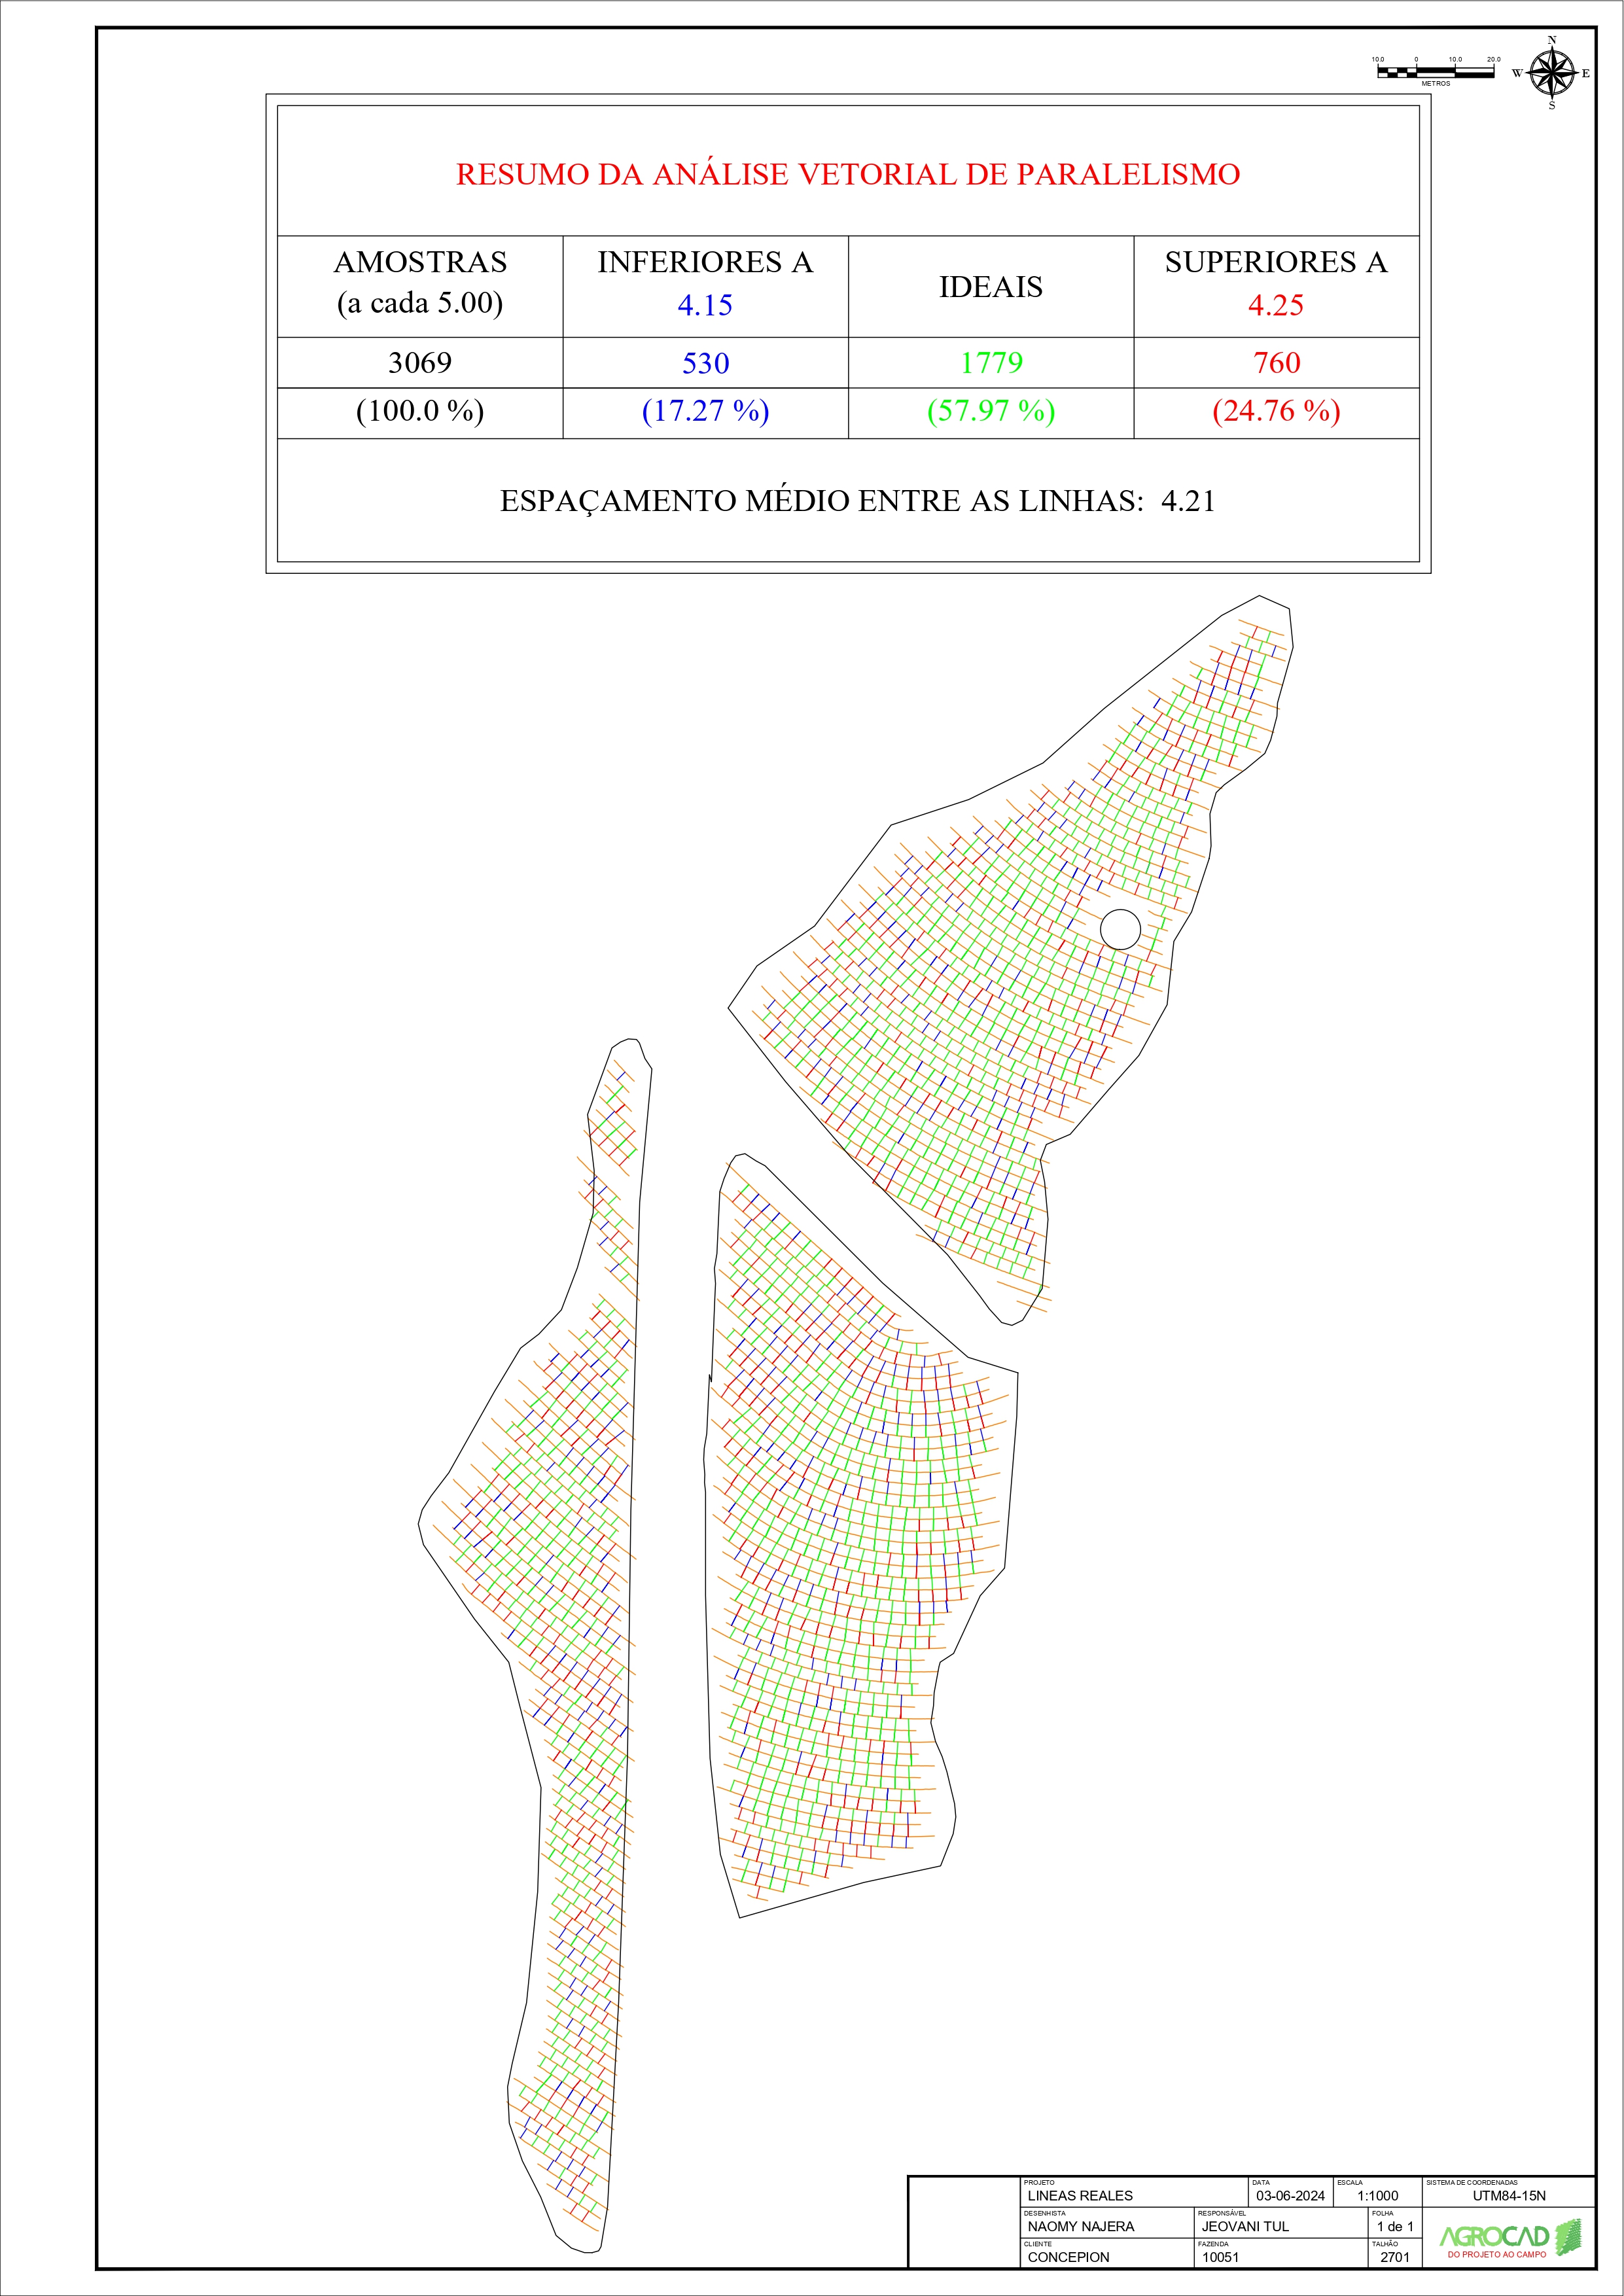 N
10.0 0 10.0 20.0
W E
METROS
S
RESUMO DA ANÁLISE VETORIAL DE PARALELISMO
AMOSTRAS
(a cada 5.00)
INFERIORES A
4.15
IDEAIS
SUPERIORES A
4.25
3069 530 1779 760
(100.0 %) (17.27 %) (57.97 %) (24.76 %)
ESPAÇAMENTO MÉDIO ENTRE AS LINHAS: 4.21
PROJETO
LINEAS REALES
DATA
03-06-2024
ESCALA
1:1000
SISTEMA DE COORDENADAS
UTM84-15N
DESENHISTA
NAOMY NAJERA
RESPONSÁVEL
JEOVANI TUL
FOLHA
1 de 1
CLIENTE
CONCEPION
FAZENDA
10051
TALHÃO
2701
AGROCAD
DO PROJETO AO CAMPO